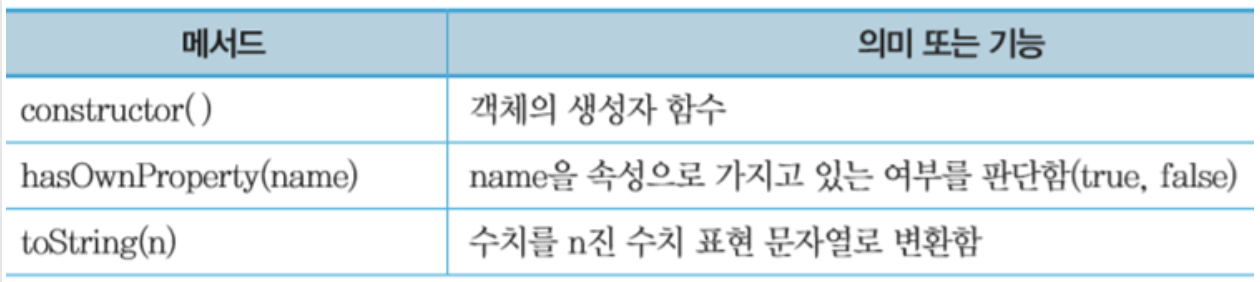 메서드 의미 또는 기능
constructor( ) 객체의 생성자 함수
hasOwnProperty(name) name을 속성으로 가지고 있는 여부를 판단함(true, false)
toString(n) 수치를 n진 수치 표현 문자열로 변환함